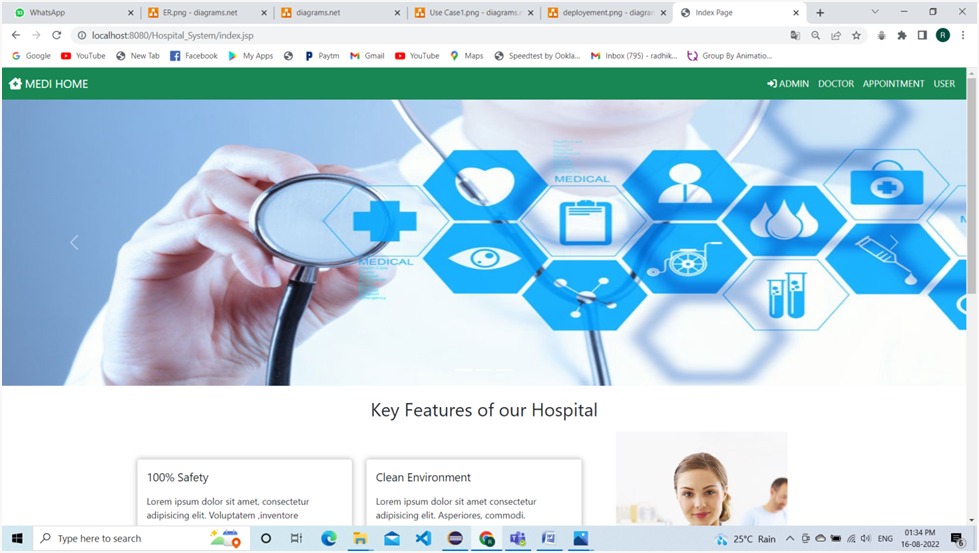 WhatsApp
ER.png - diagrams.net
diagrams.net
Use Case1.png - diagrams.
deployement.png - diagram
Index Page
localhost:8080/Hospital_System/index.jsp
R
Google
YouTube
New Tab
Facebook
YouTube
My Apps
Paytm
Gmail
YouTube
Maps
Speedtest by Ookla...
Inbox (795) - radhik...
Group By Animatio...
MEDI HOME
ADMIN DOCTOR APPOINTMENT USER
MEDICAL
MEDICAL
Key Features of our Hospital
100% Safety
Lorem ipsum dolor sit amet, consectetur
adipisicing elit. Voluptatem ,inventore
Clean Environment
Lorem ipsum dolor sit amet, consectetur
adipisicing elit. Asperiores, commodi.
Type here to search
25°C Rain
ENG
01:34 PM
16-08-2022
6